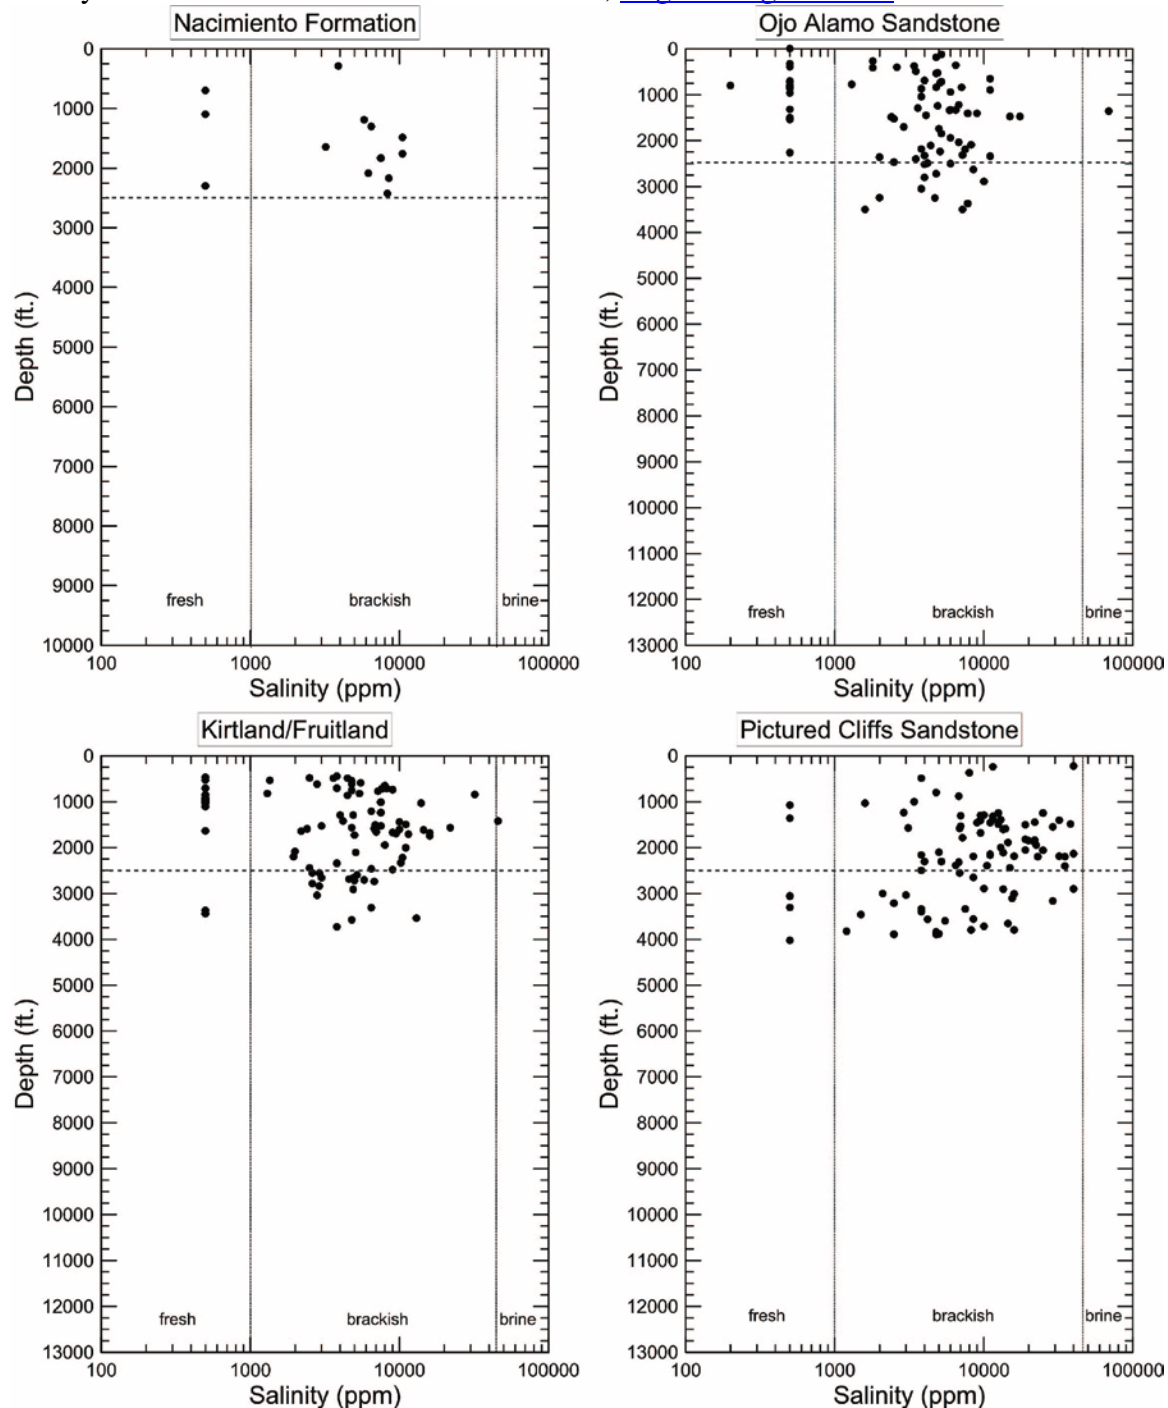 Nacimiento Formation
0
1000
2000
3000
4000
5000
6000
7000
8000
9000
10000
Depth (ft.)
fresh brackish brine
100 1000 10000 100000
Salinity (ppm)
Ojo Alamo Sandstone
0
1000
2000
3000
4000
5000
6000
7000
8000
9000
10000
11000
12000
13000
Depth (ft.)
fresh brackish brine
100 1000 10000 100000
Salinity (ppm)
Kirtland/Fruitland
0
1000
2000
3000
4000
5000
6000
7000
8000
9000
10000
11000
12000
13000
Depth (ft.)
fresh brackish brine
100 1000 10000 100000
Salinity (ppm)
Pictured Cliffs Sandstone
0
1000
2000
3000
4000
5000
6000
7000
8000
9000
10000
11000
12000
13000
Depth (ft.)
fresh brackish brine
100 1000 10000 100000
Salinity (ppm)